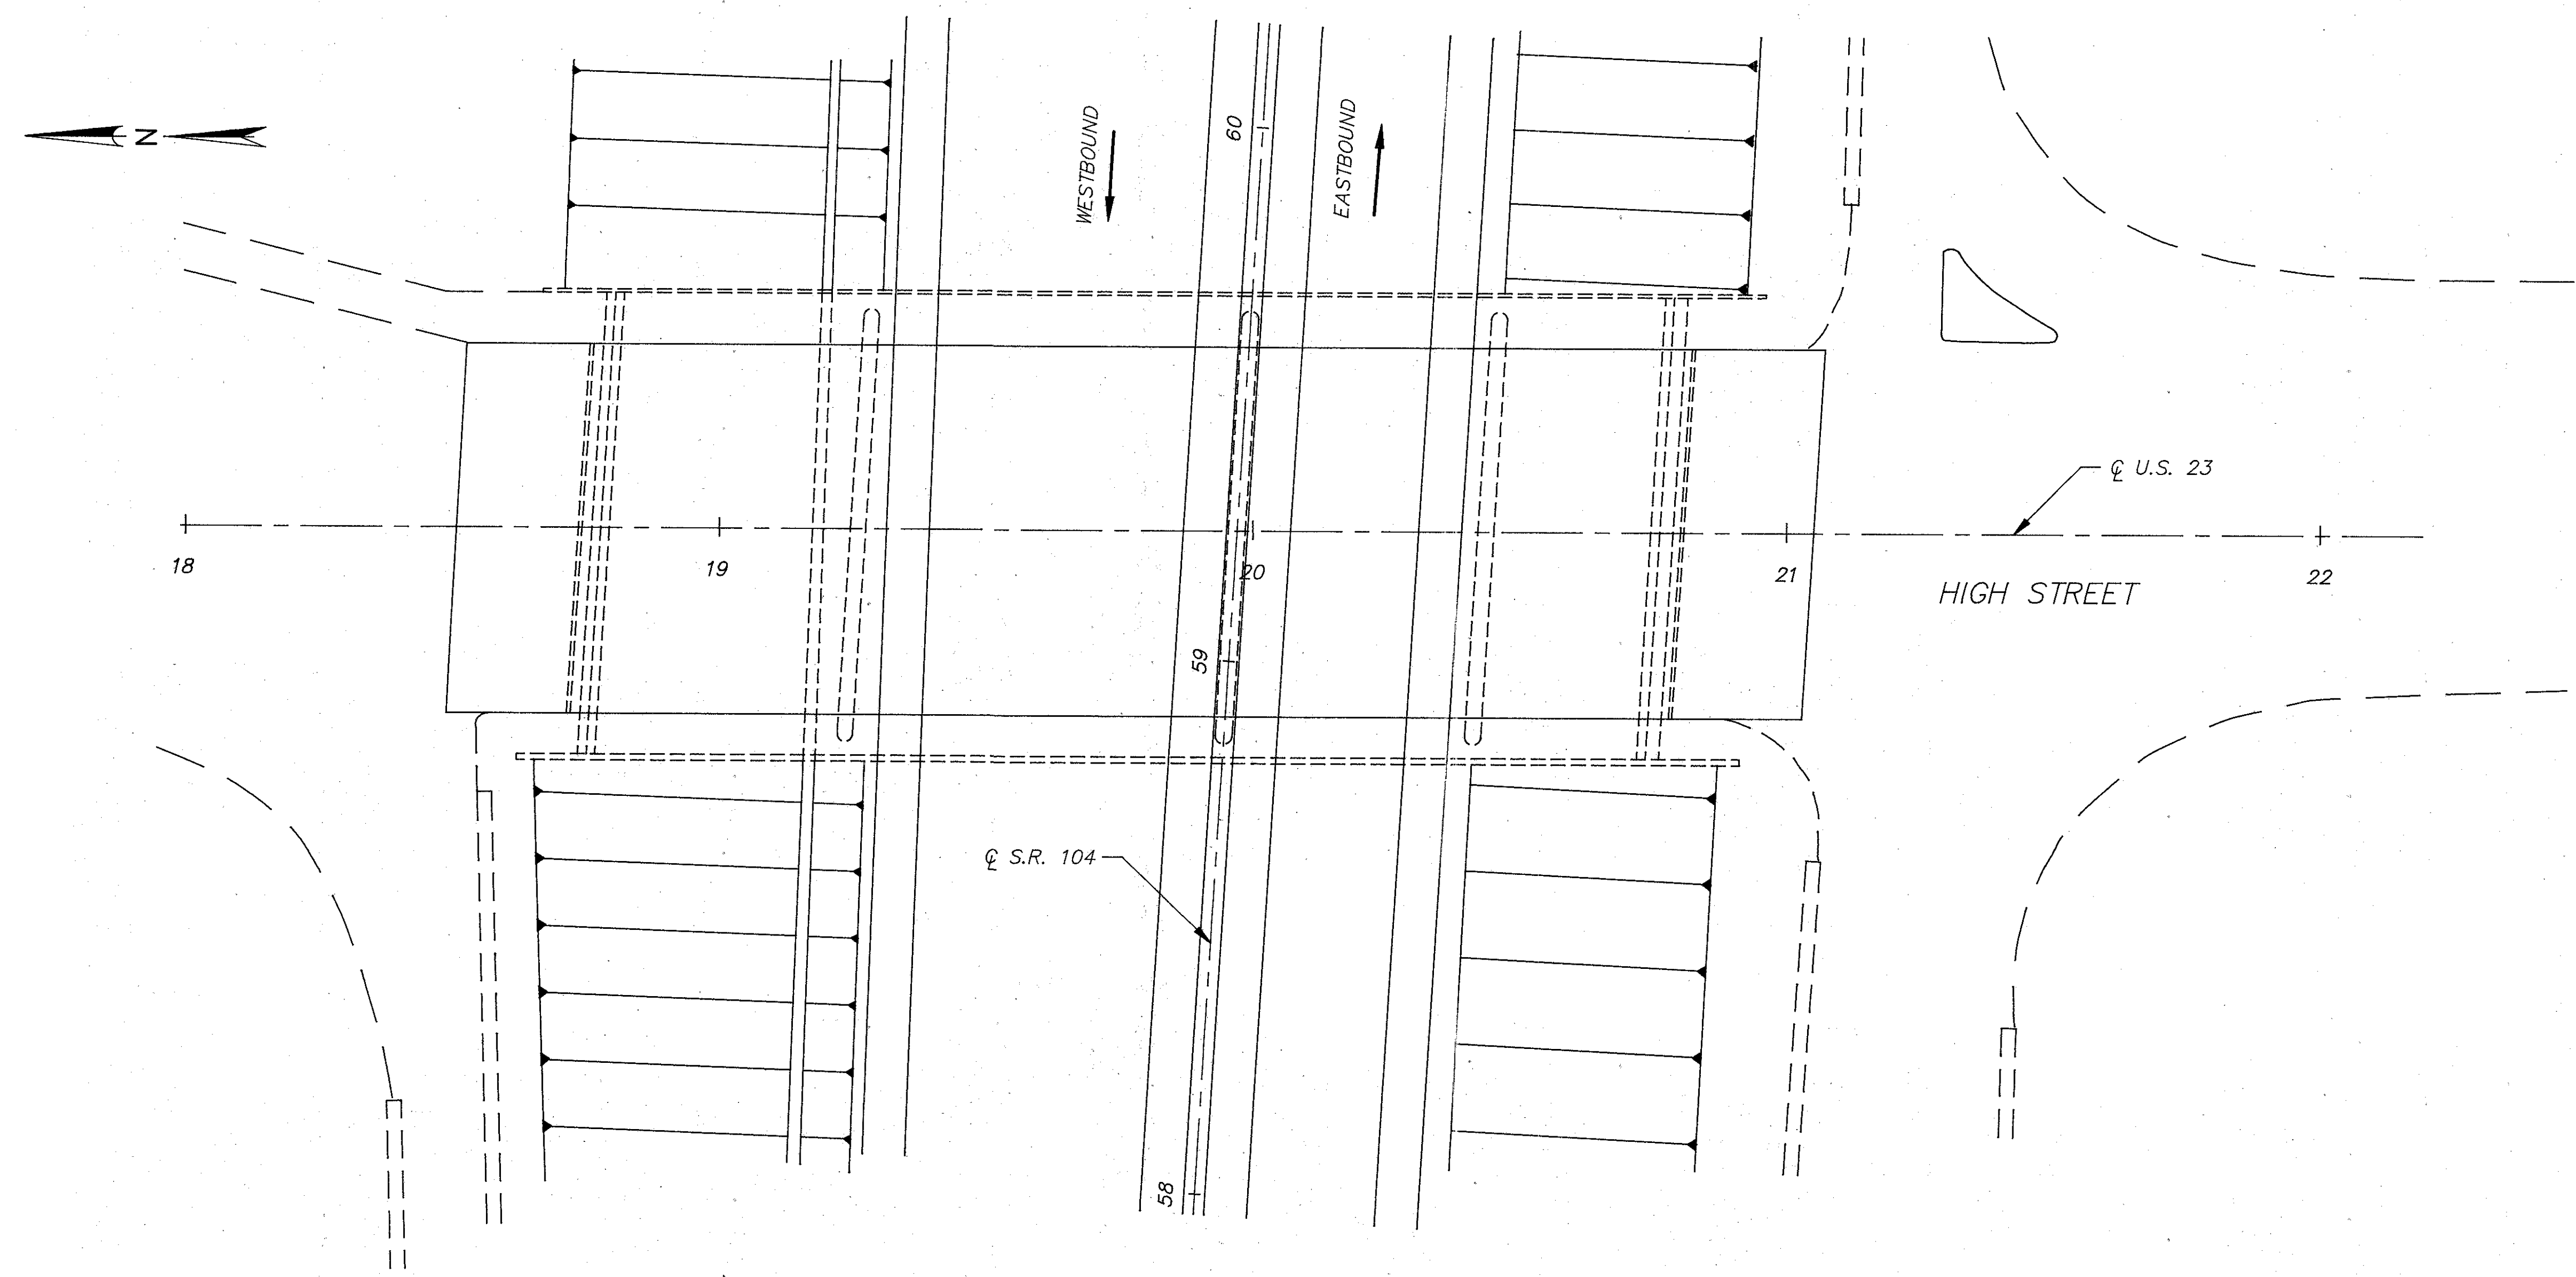 N
WESTBOUND
60
EASTBOUND
℄ U.S. 23
18
19
20
21
22
HIGH STREET
59
℄ S.R. 104
58